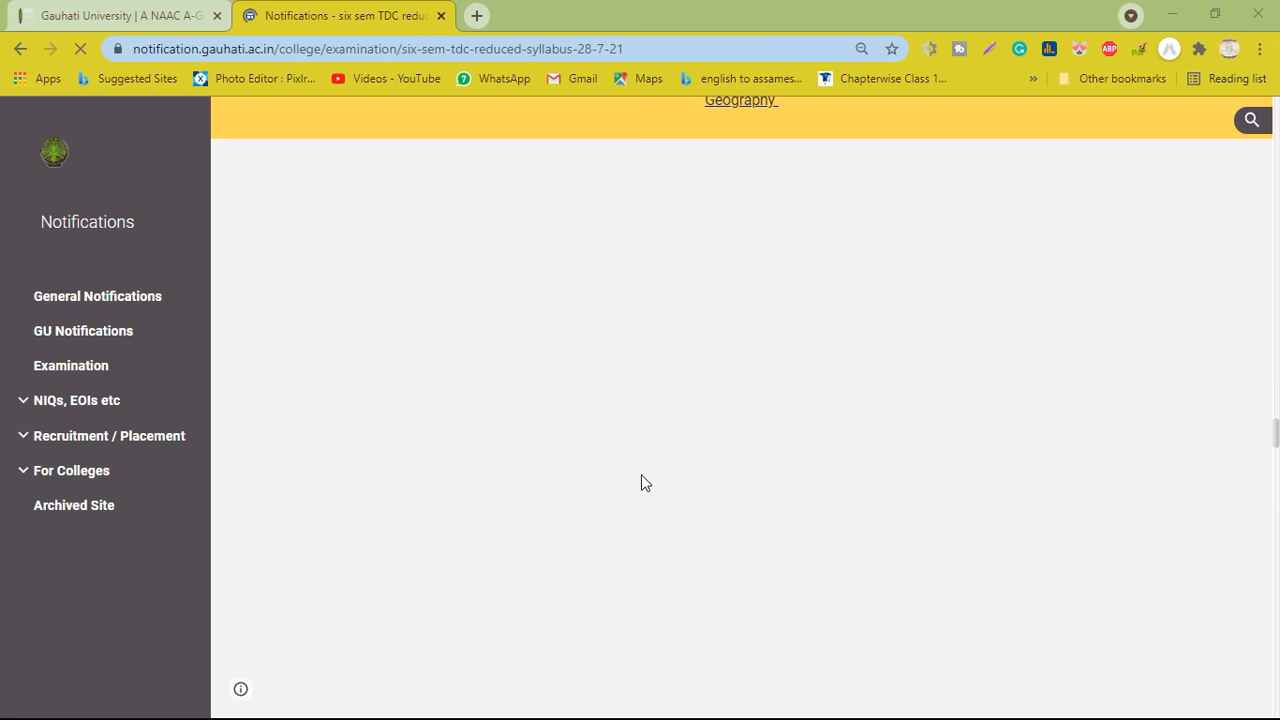 Gauhati University | A NAAC A-G
Notifications - six sem TDC reduc
notification.gauhati.ac.in/college/examination/six-sem-tdc-reduced-syllabus-28-7-21
Apps
Suggested Sites
Photo Editor : Pixlr...
Videos - YouTube
WhatsApp
Gmail
Maps
english to assames...
Chapterwise Class 1...
»
Other bookmarks
Reading list
Geography
Notifications
General Notifications
GU Notifications
Examination
NIQs, EOIs etc
Recruitment / Placement
For Colleges
Archived Site